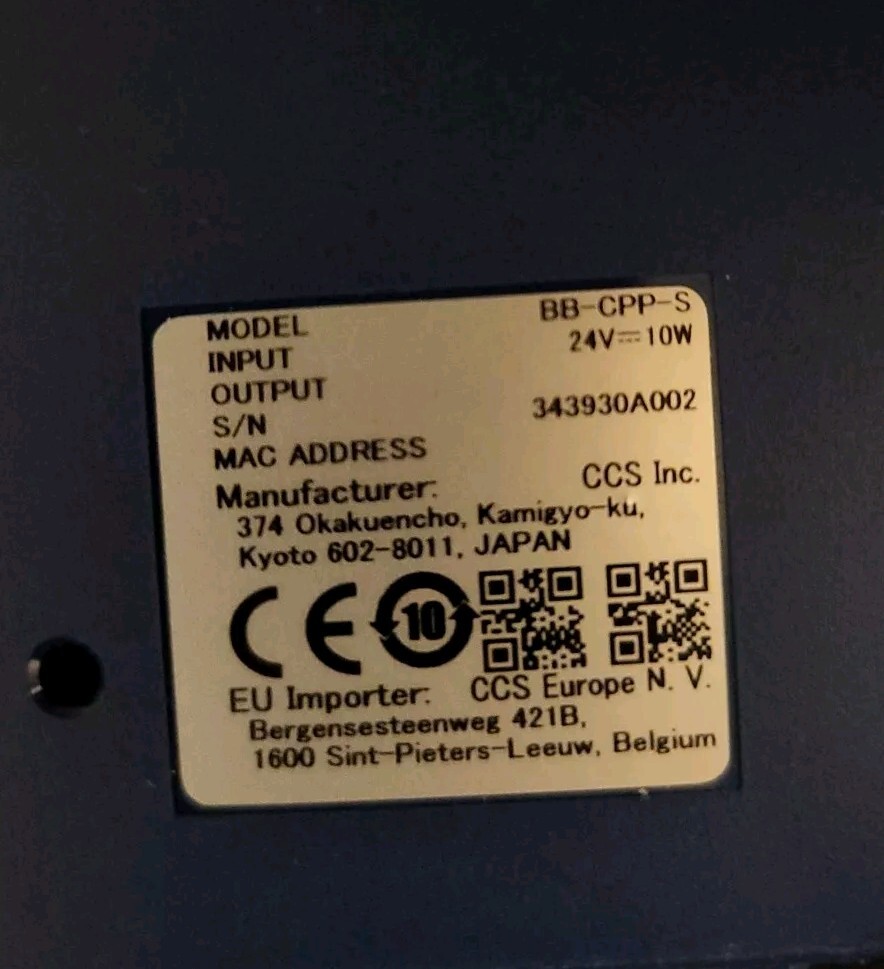 MODEL BB-CPP-S
INPUT 24V⎓10W
OUTPUT
S/N 343930A002
MAC ADDRESS
Manufacturer: CCS Inc.
374 Okakuencho, Kamigyo-ku,
Kyoto 602-8011, JAPAN
CE 10
EU Importer: CCS Europe N. V.
Bergensesteenweg 421B,
1600 Sint-Pieters-Leeuw, Belgium